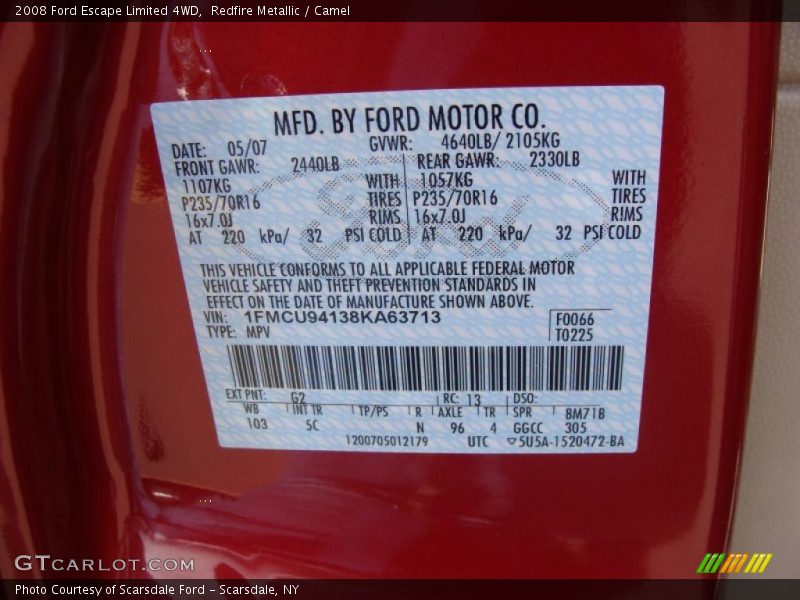 2008 Ford Escape Limited 4WD, Redfire Metallic / Camel
MFD. BY FORD MOTOR CO.
DATE: 05/07 GVWR: 4640LB/ 2105KG
FRONT GAWR: 2440LB REAR GAWR: 2330LB
1107KG WITH 1057KG WITH
P235/70R16 TIRES P235/70R16 TIRES
16x7.0J RIMS 16x7.0J RIMS
AT 220 kPa/ 32 PSI COLD AT 220 kPa/ 32 PSI COLD
THIS VEHICLE CONFORMS TO ALL APPLICABLE FEDERAL MOTOR
VEHICLE SAFETY AND THEFT PREVENTION STANDARDS IN
EFFECT ON THE DATE OF MANUFACTURE SHOWN ABOVE.
VIN: 1FMCU94138KA63713 F0066
TYPE: MPV T0225
EXT PNT: G2 RC: 13 DSO:
WB INT TR TP/PS R AXLE TR SPR 8M71B
103 5C N 96 4 GGCC 305
1200705012179 UTC ▽5U5A-1520472-BA
GTCARLOT.COM
Photo Courtesy of Scarsdale Ford - Scarsdale, NY